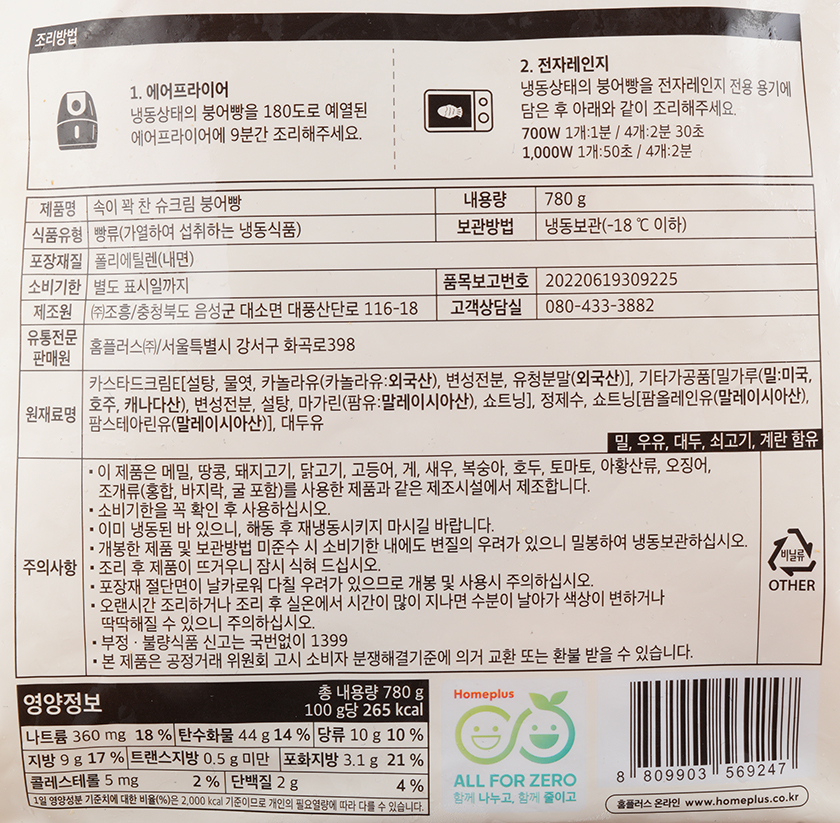 조리방법
1. 에어프라이어
냉동상태의 붕어빵을 180도로 예열된
에어프라이어에 9분간 조리해주세요.
2. 전자레인지
냉동상태의 붕어빵을 전자레인지 전용 용기에
담은 후 아래와 같이 조리해주세요.
700W 1개:1분 / 4개:2분 30초
1,000W 1개:50초 / 4개:2분
제품명 속이 꽉 찬 슈크림 붕어빵 내용량 780 g
식품유형 빵류(가열하여 섭취하는 냉동식품) 보관방법 냉동보관(-18 ℃ 이하)
포장재질 폴리에틸렌(내면)
소비기한 별도 표시일까지 품목보고번호 20220619309225
제조원 ㈜조흥/충청북도 음성군 대소면 대풍산단로 116-18 고객상담실 080-433-3882
유통전문
판매원 홈플러스㈜/서울특별시 강서구 화곡로398
원재료명
카스타드크림E[설탕, 물엿, 카놀라유(카놀라유:외국산), 변성전분, 유청분말(외국산)], 기타가공품[밀가루(밀:미국,
호주, 캐나다산), 변성전분, 설탕, 마가린(팜유:말레이시아산), 쇼트닝], 정제수, 쇼트닝[팜올레인유(말레이시아산),
팜스테아린유(말레이시아산)], 대두유
밀, 우유, 대두, 쇠고기, 계란 함유
주의사항
• 이 제품은 메밀, 땅콩, 돼지고기, 닭고기, 고등어, 게, 새우, 복숭아, 호두, 토마토, 아황산류, 오징어,
조개류(홍합, 바지락, 굴 포함)를 사용한 제품과 같은 제조시설에서 제조합니다.
• 소비기한을 꼭 확인 후 사용하십시오.
• 이미 냉동된 바 있으니, 해동 후 재냉동시키지 마시길 바랍니다.
• 개봉한 제품 및 보관방법 미준수 시 소비기한 내에도 변질의 우려가 있으니 밀봉하여 냉동보관하십시오.
• 조리 후 제품이 뜨거우니 잠시 식혀 드십시오.
• 포장재 절단면이 날카로워 다칠 우려가 있으므로 개봉 및 사용시 주의하십시오.
• 오랜시간 조리하거나 조리 후 실온에서 시간이 많이 지나면 수분이 날아가 색상이 변하거나
딱딱해질 수 있으니 주의하십시오.
• 부정 · 불량식품 신고는 국번없이 1399
• 본 제품은 공정거래 위원회 고시 소비자 분쟁해결기준에 의거 교환 또는 환불 받을 수 있습니다.
비닐류
OTHER
영양정보
총 내용량 780 g
100 g당 265 kcal
나트륨 360 mg 18 % 탄수화물 44 g 14 % 당류 10 g 10 %
지방 9 g 17 % 트랜스지방 0.5 g 미만 포화지방 3.1 g 21 %
콜레스테롤 5 mg 2 % 단백질 2 g 4 %
1일 영양성분 기준치에 대한 비율(%)은 2,000 kcal 기준이므로 개인의 필요열량에 따라 다를 수 있습니다.
Homeplus
ALL FOR ZERO
함께 나누고, 함께 줄이고
8 809903 569247
홈플러스 온라인 www.homeplus.co.kr